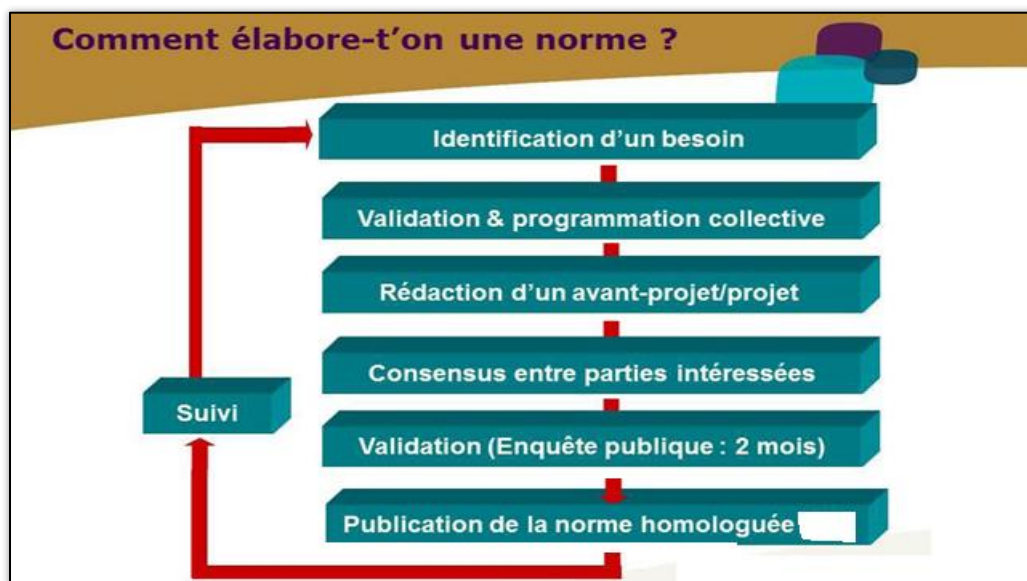 Comment élabore-t'on une norme ?
Identification d'un besoin
Validation & programmation collective
Rédaction d'un avant-projet/projet
Consensus entre parties intéressées
Suivi
Validation (Enquête publique : 2 mois)
Publication de la norme homologuée